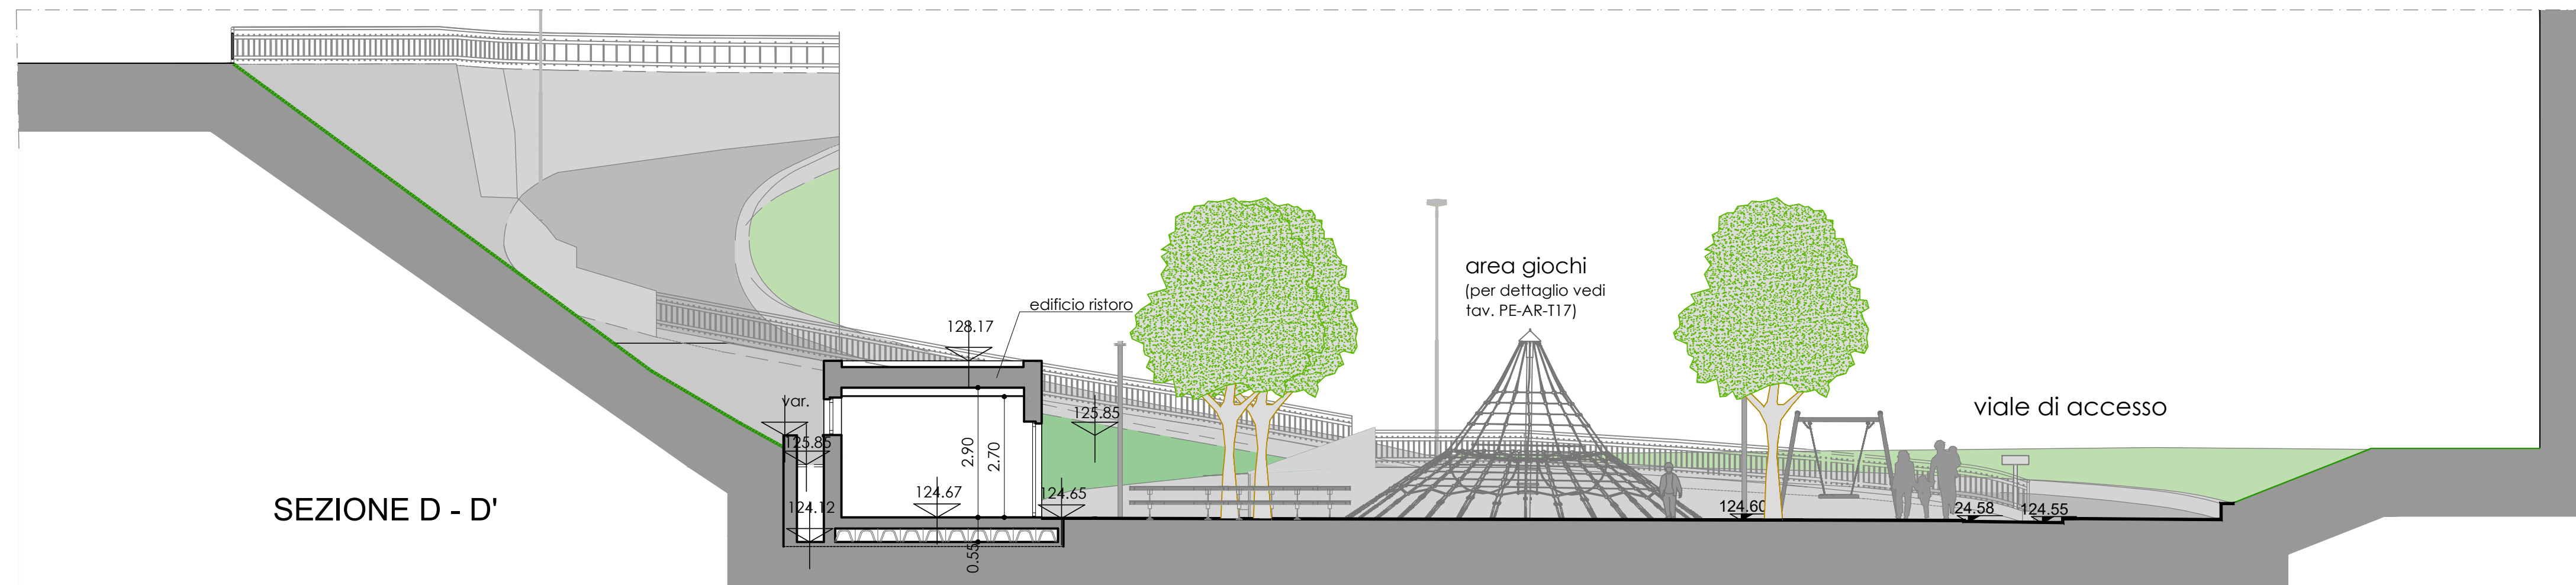 area giochi
(per dettaglio vedi
tav. PE-AR-T17)
edificio ristoro
128.17
var.
125.85
viale di accesso
125.85
2.90
2.70
124.67
124.65
124.12
124.60
24.58
124.55
SEZIONE D - D'
0.55